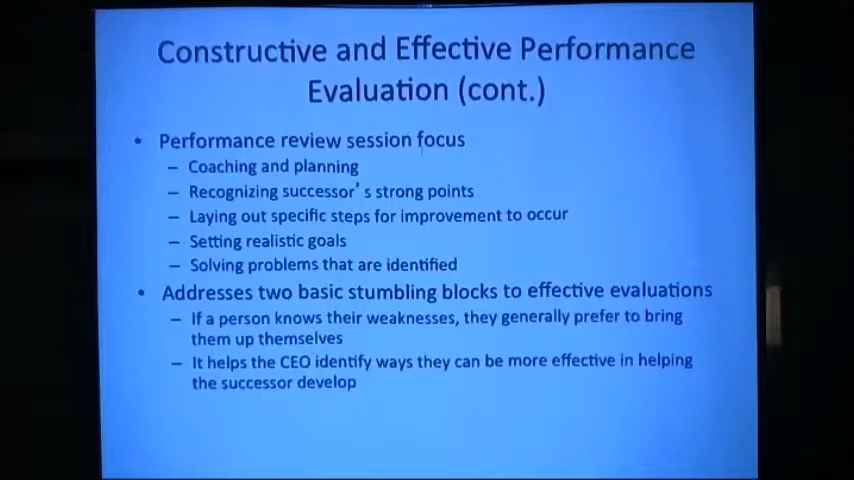 Constructive and Effective Performance
Evaluation (cont.)
• Performance review session focus
– Coaching and planning
– Recognizing successor's strong points
– Laying out specific steps for improvement to occur
– Setting realistic goals
– Solving problems that are identified
• Addresses two basic stumbling blocks to effective evaluations
– If a person knows their weaknesses, they generally prefer to bring
them up themselves
– It helps the CEO identify ways they can be more effective in helping
the successor develop